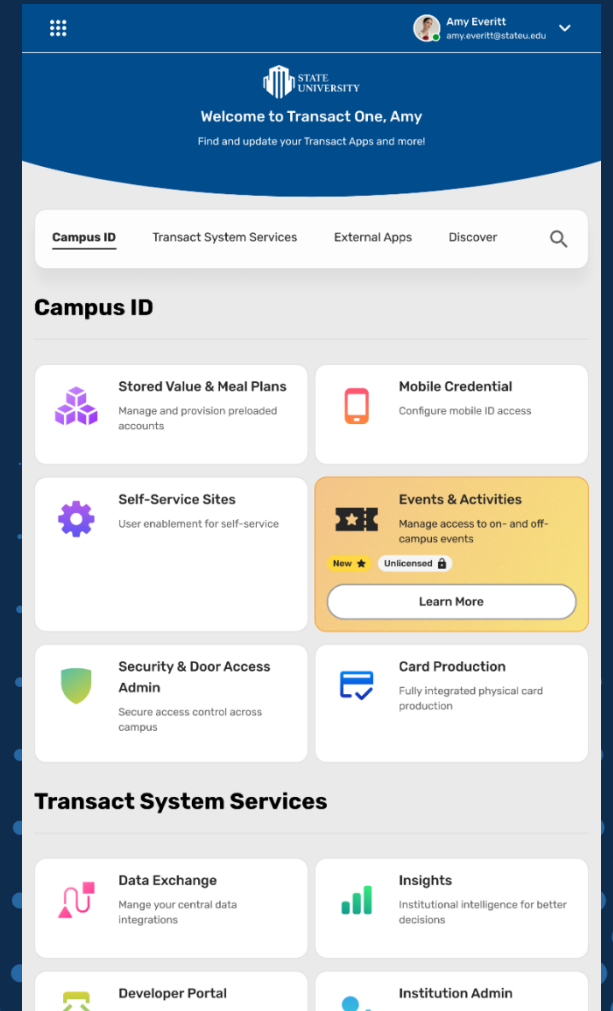 Amy Everitt
amy.everitt@stateu.edu
STATE
UNIVERSITY
Welcome to Transact One, Amy
Find and update your Transact Apps and more!
Campus ID
Transact System Services
External Apps
Discover
Campus ID
Stored Value & Meal Plans
Manage and provision preloaded
accounts
Mobile Credential
Configure mobile ID access
Self-Service Sites
User enablement for self-service
Events & Activities
Manage access to on- and off-
campus events
New
Unlicensed
Learn More
Security & Door Access
Admin
Secure access control across
campus
Card Production
Fully integrated physical card
production
Transact System Services
Data Exchange
Mange your central data
integrations
Insights
Institutional intelligence for better
decisions
Developer Portal
Institution Admin